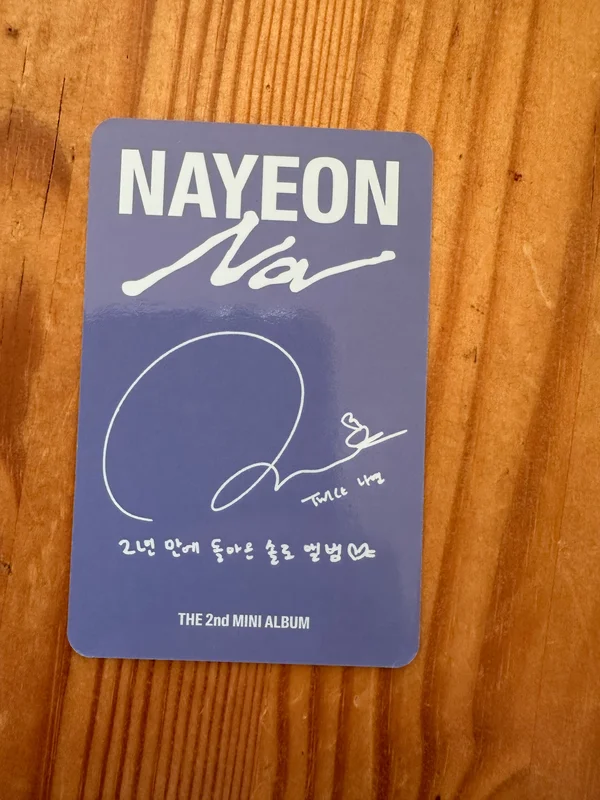 NAYEON
Na
TWICE 나연
2년 만에 돌아온 솔로 앨범
THE 2nd MINI ALBUM